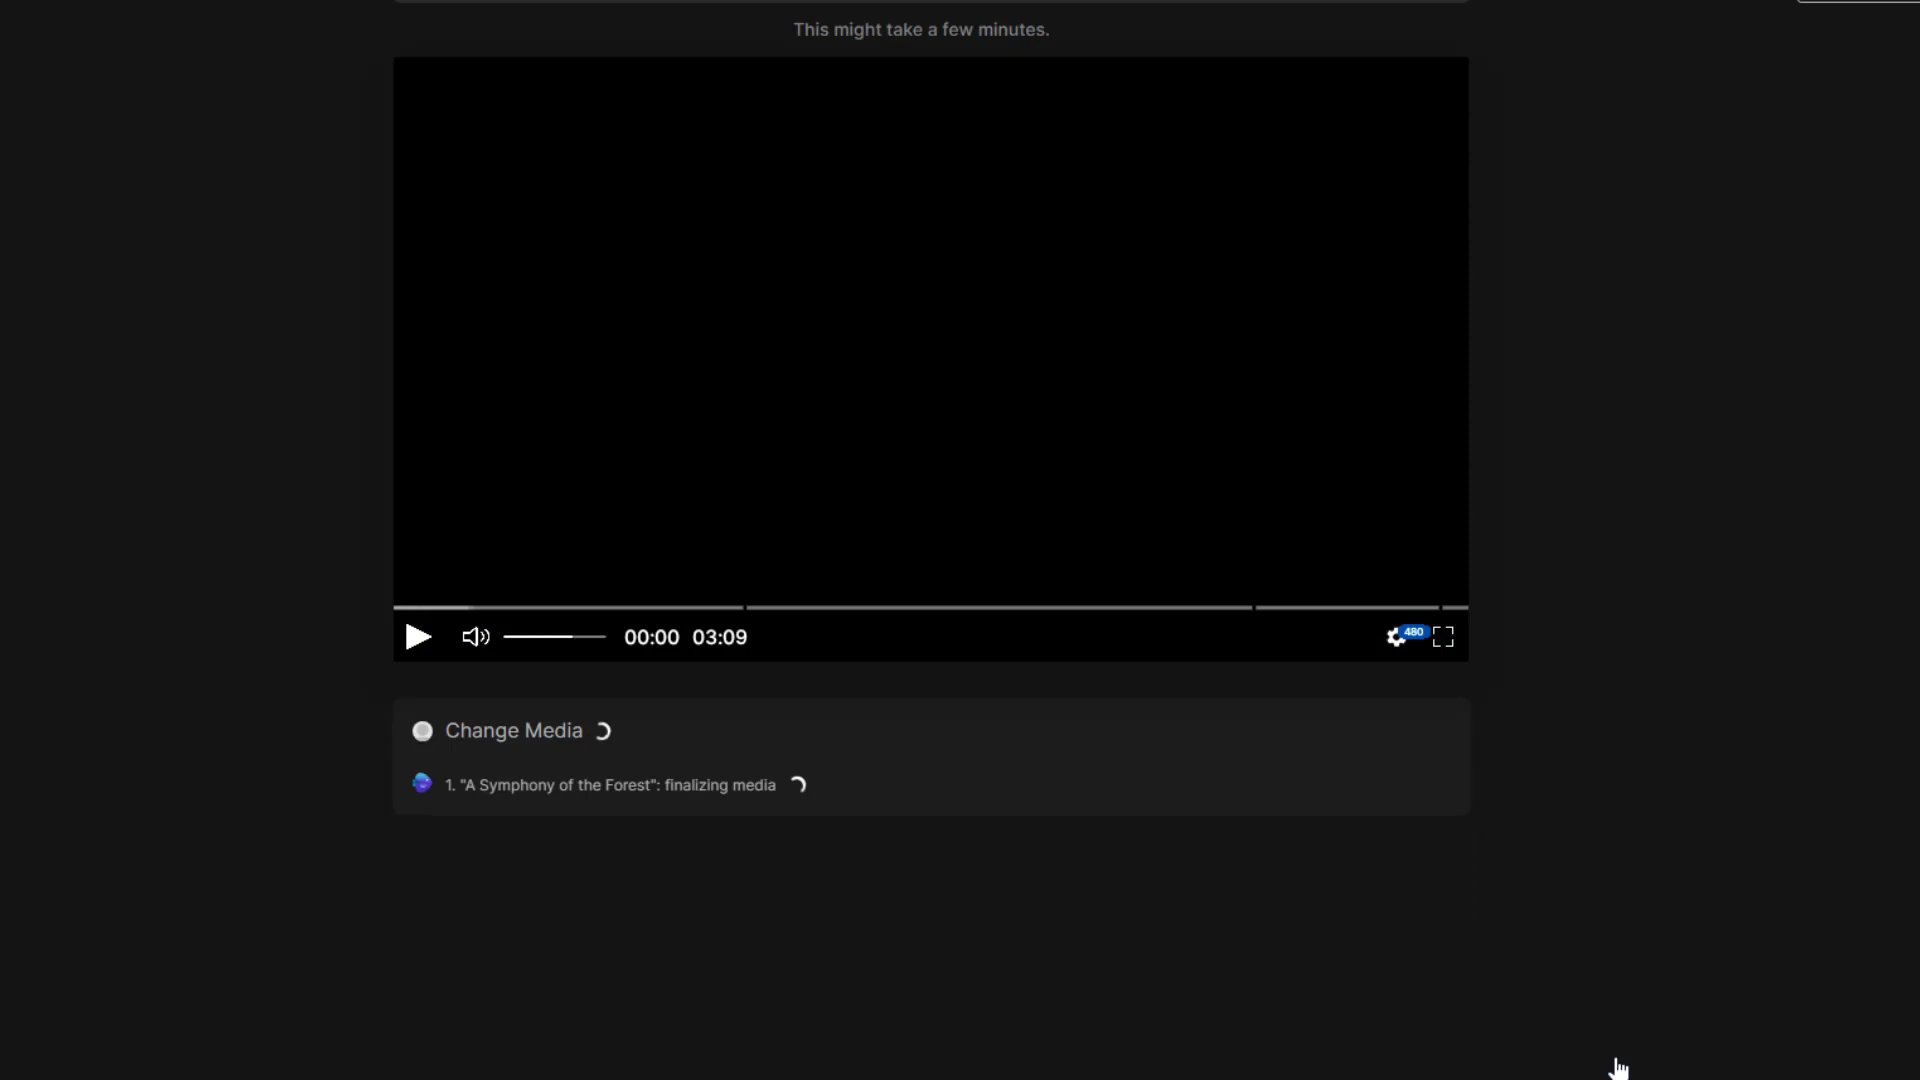 This might take a few minutes.
00:00 03:09
480
Change Media
1. "A Symphony of the Forest": finalizing media